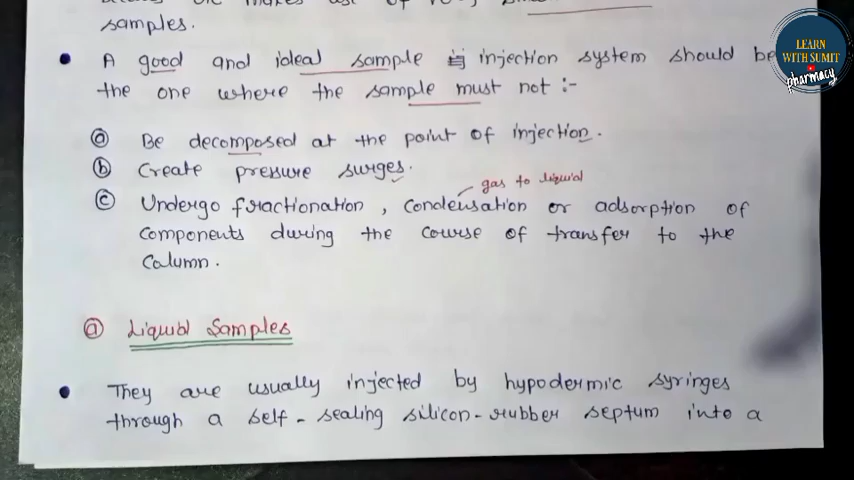 samples.
• A good and ideal sample injection system should be
the one where the sample must not :-
ⓐ Be decomposed at the point of injection.
ⓑ Create pressure surges.
gas to liquid
ⓒ Undergo fractionation, condensation or adsorption of
components during the course of transfer to the
column.
ⓐ Liquid Samples
• They are usually injected by hypodermic syringes
through a self-sealing silicon-rubber septum into a
LEARN
WITH SUMIT
pharmacy